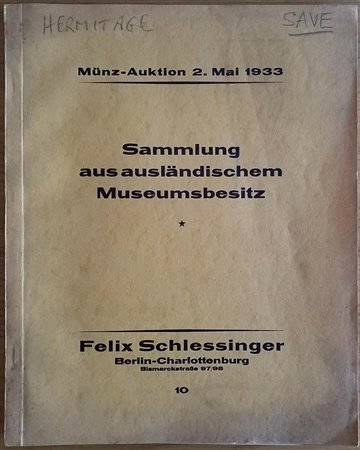 HERMITAGE SAVE
Münz-Auktion 2. Mai 1933
Sammlung
aus ausländischem
Museumsbesitz
*
Felix Schlessinger
Berlin-Charlottenburg
Bismarckstraße 97/98
10